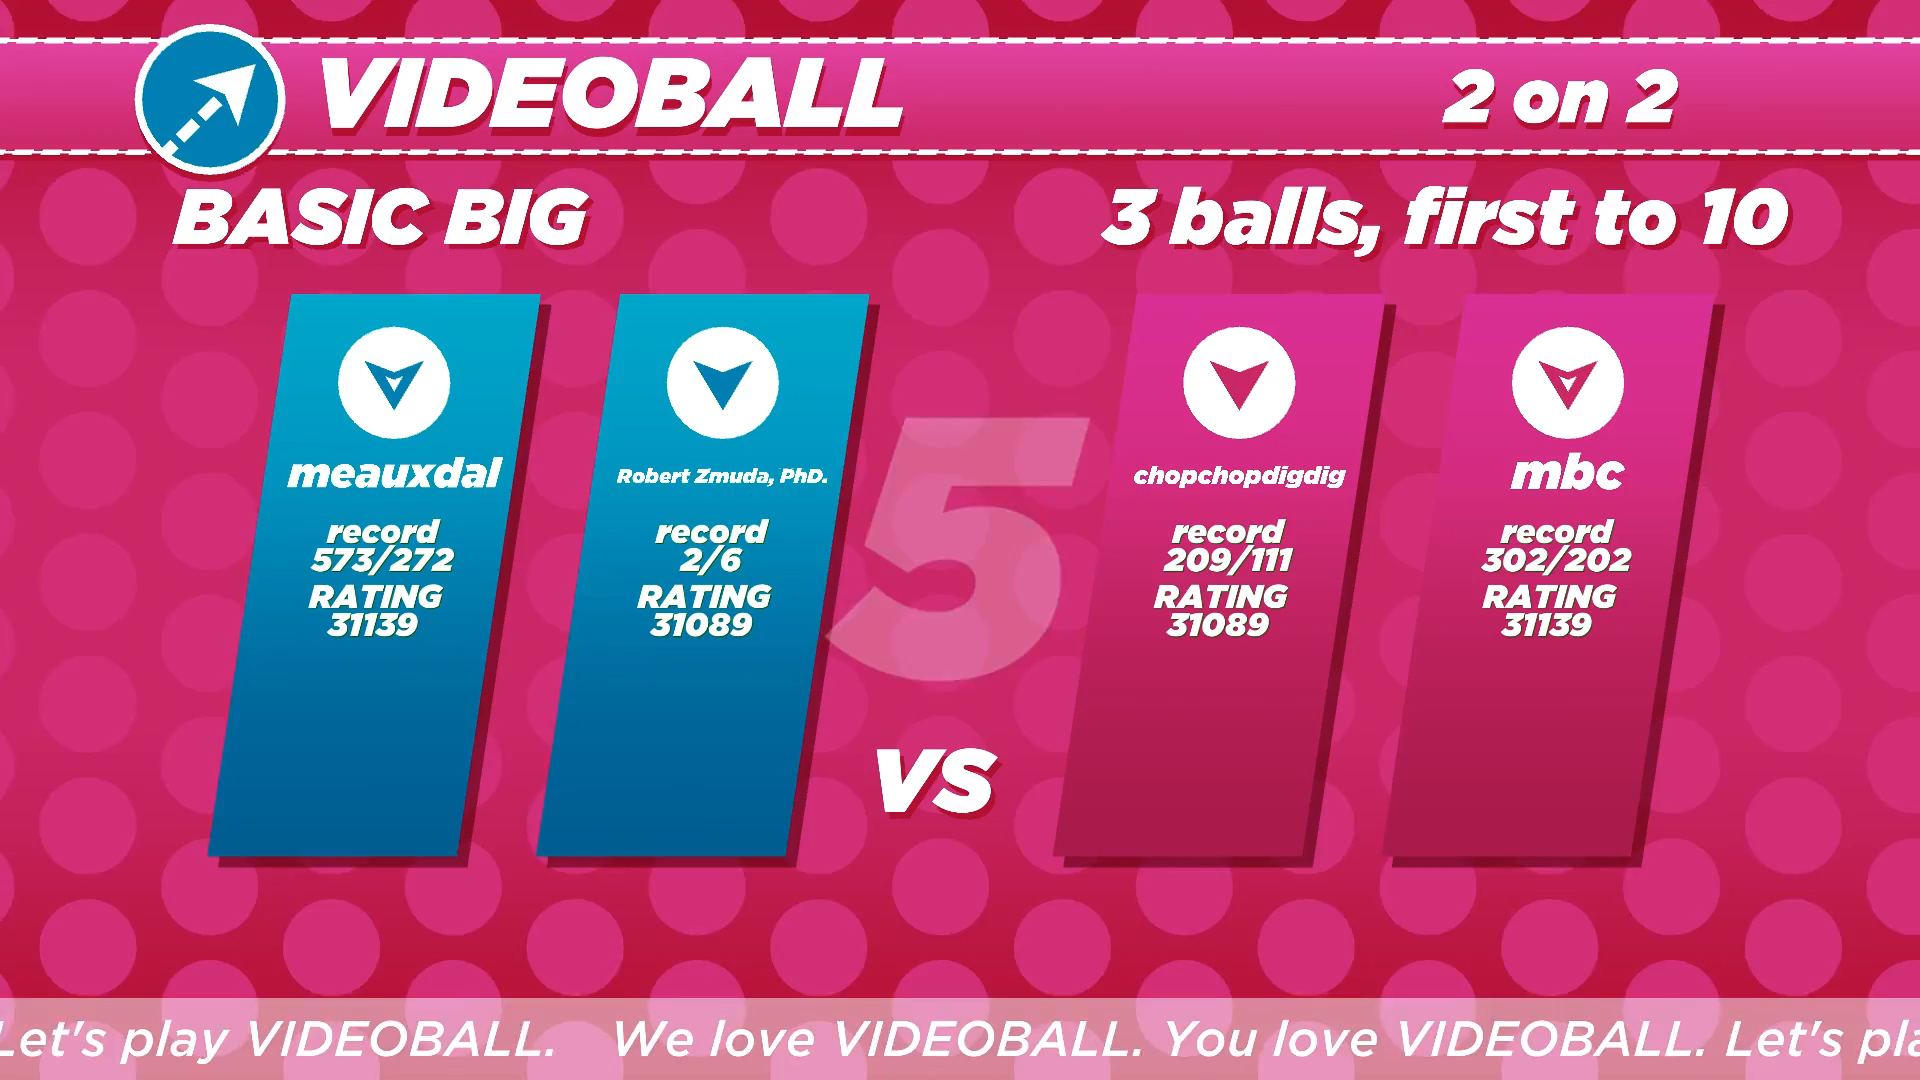 VIDEOBALL
2 on 2
BASIC BIG
3 balls, first to 10
meauxdal
record
573/272
RATING
31139
Robert Zmuda, PhD.
record
2/6
RATING
31089
5
vs
chopchopdigdig
record
209/111
RATING
31089
mbc
record
302/202
RATING
31139
Let's play VIDEOBALL. We love VIDEOBALL. You love VIDEOBALL. Let's pla